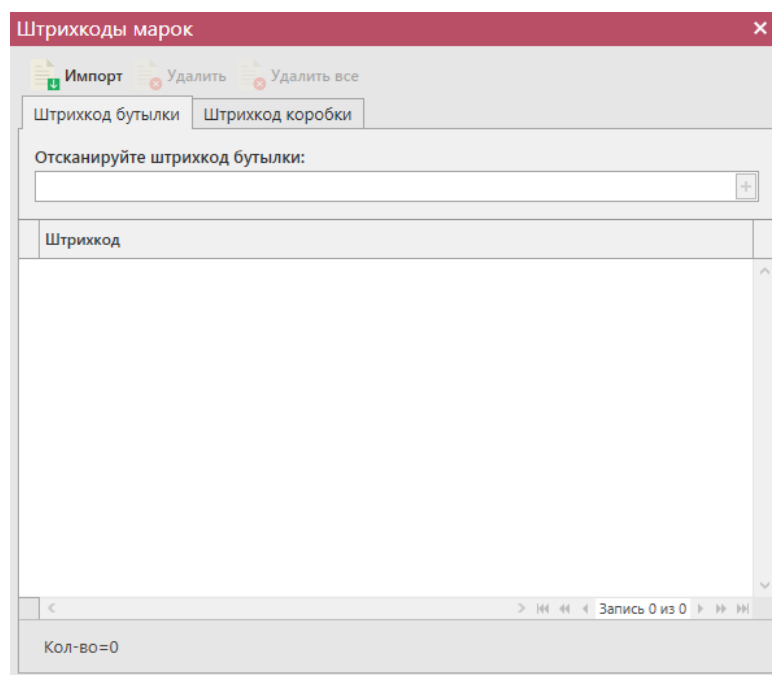 Штрихкоды марок
Импорт Удалить Удалить все
Штрихкод бутылки Штрихкод коробки
Отсканируйте штрихкод бутылки:
Штрихкод
Запись 0 из 0
Кол-во=0